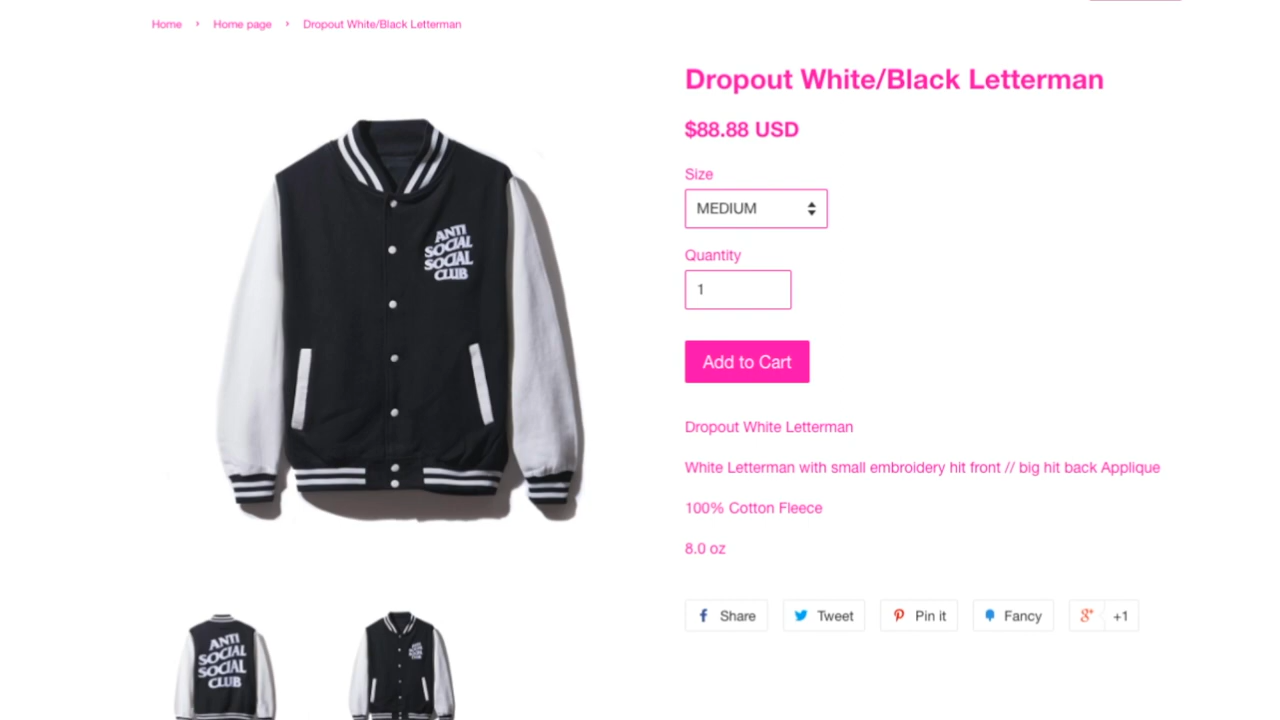 Home › Home page › Dropout White/Black Letterman
Dropout White/Black Letterman
$88.88 USD
Size
MEDIUM
Quantity
1
Add to Cart
Dropout White Letterman
White Letterman with small embroidery hit front // big hit back Applique
100% Cotton Fleece
8.0 oz
Share
Tweet
Pin it
Fancy
g+ +1
ANTI
SOCIAL
SOCIAL
CLUB
ANTI
SOCIAL
SOCIAL
CLUB